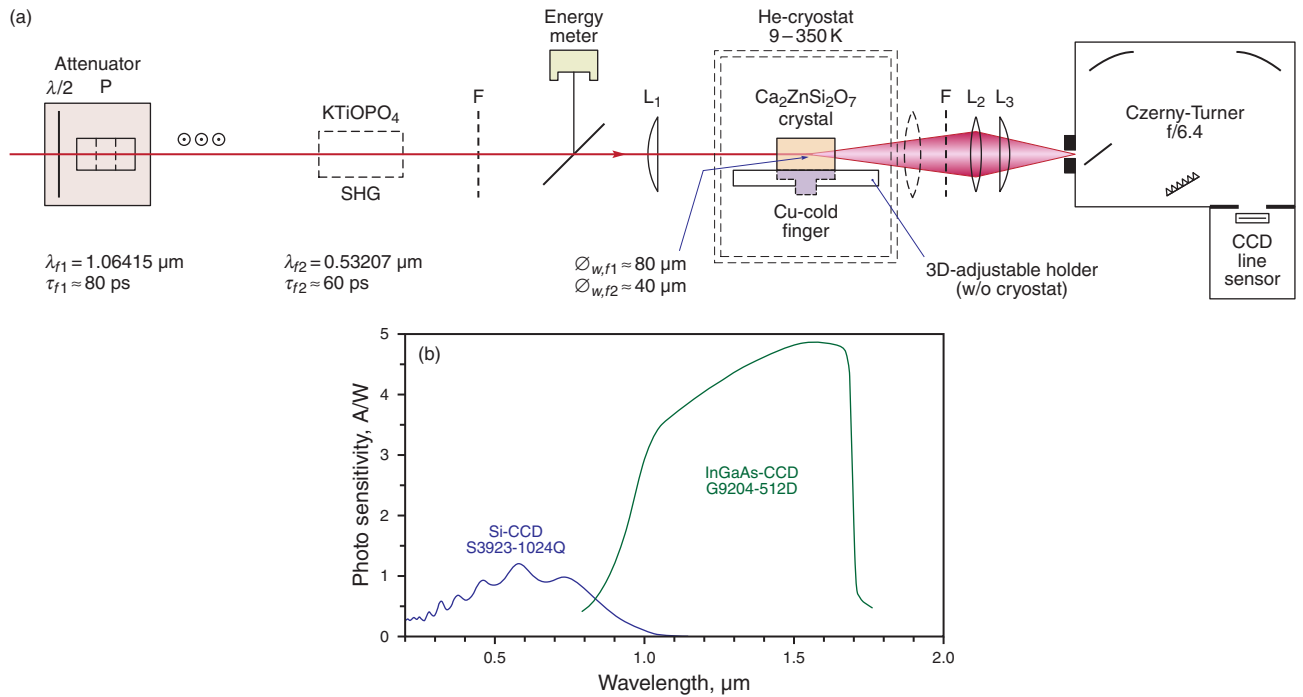 (a)
Attenuator
λ/2 P
KTiOPO₄
SHG
F
Energy
meter
L₁
He-cryostat
9–350 K
Ca₂ZnSi₂O₇
crystal
Cu-cold
finger
F L₂ L₃
Czerny-Turner
f/6.4
CCD
line
sensor
λf1 = 1.06415 µm
τf1 ≈ 80 ps
λf2 = 0.53207 µm
τf2 ≈ 60 ps
∅w,f1 ≈ 80 µm
∅w,f2 ≈ 40 µm
3D-adjustable holder
(w/o cryostat)
(b)
Photo sensitivity, A/W
5
4
3
2
1
0
InGaAs-CCD
G9204-512D
Si-CCD
S3923-1024Q
0.5 1.0 1.5 2.0
Wavelength, µm